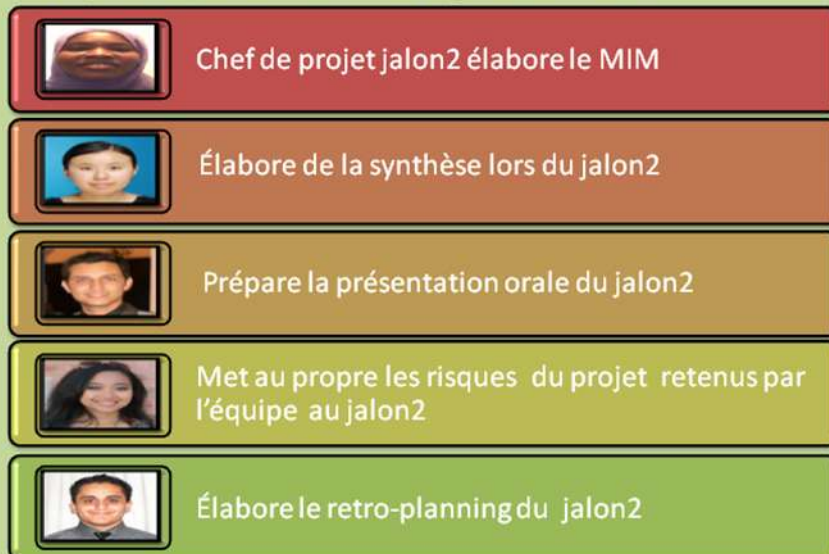 Chef de projet jalon2 élabore le MIM
Élabore de la synthèse lors du jalon2
Prépare la présentation orale du jalon2
Met au propre les risques du projet retenus par
l'équipe au jalon2
Élabore le retro-planning du jalon2